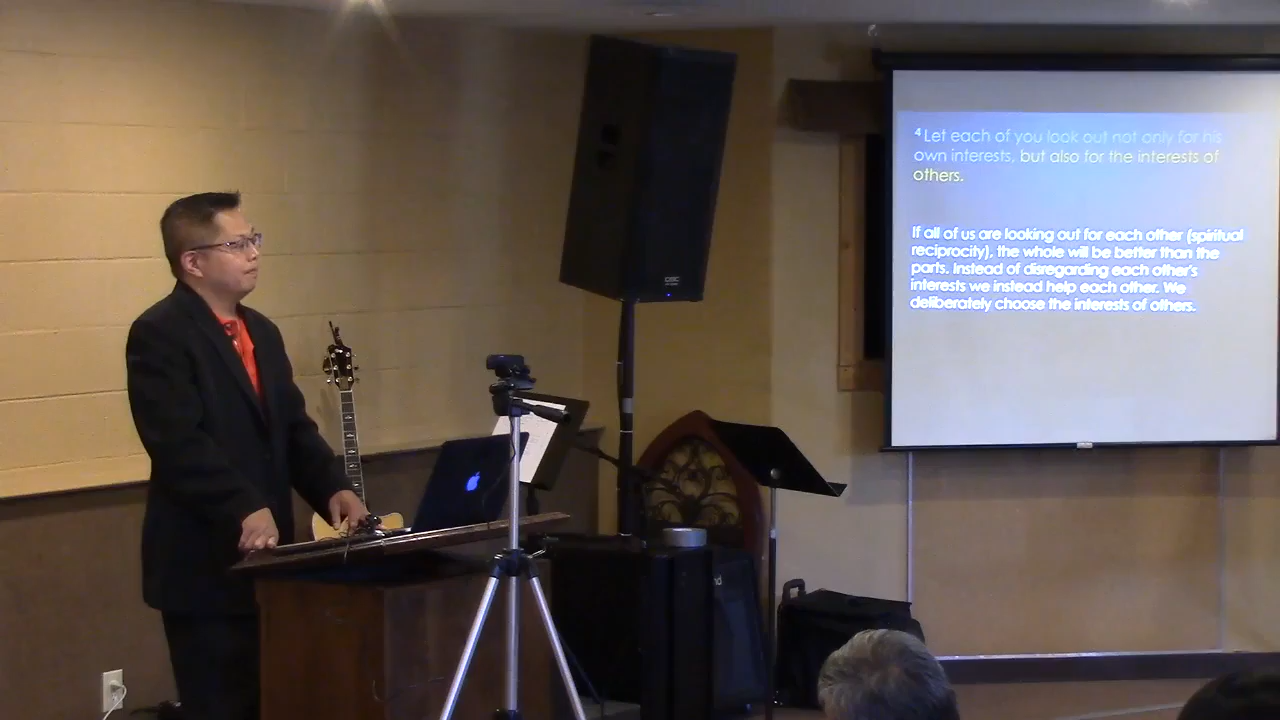 4 Let each of you look out not only for his
own interests, but also for the interests of
others.
If all of us are looking out for each other (spiritual
reciprocity), the whole will be better than the
parts. Instead of disregarding each other's
interests we instead help each other. We
deliberately choose the interests of others.
QSC